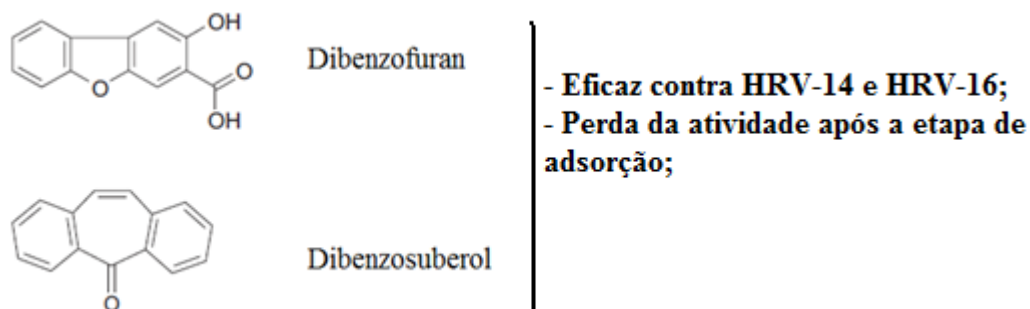 OH
O
O
OH
Dibenzofuran
- Eficaz contra HRV-14 e HRV-16;
- Perda da atividade após a etapa de
adsorção;
Dibenzosuberol
O